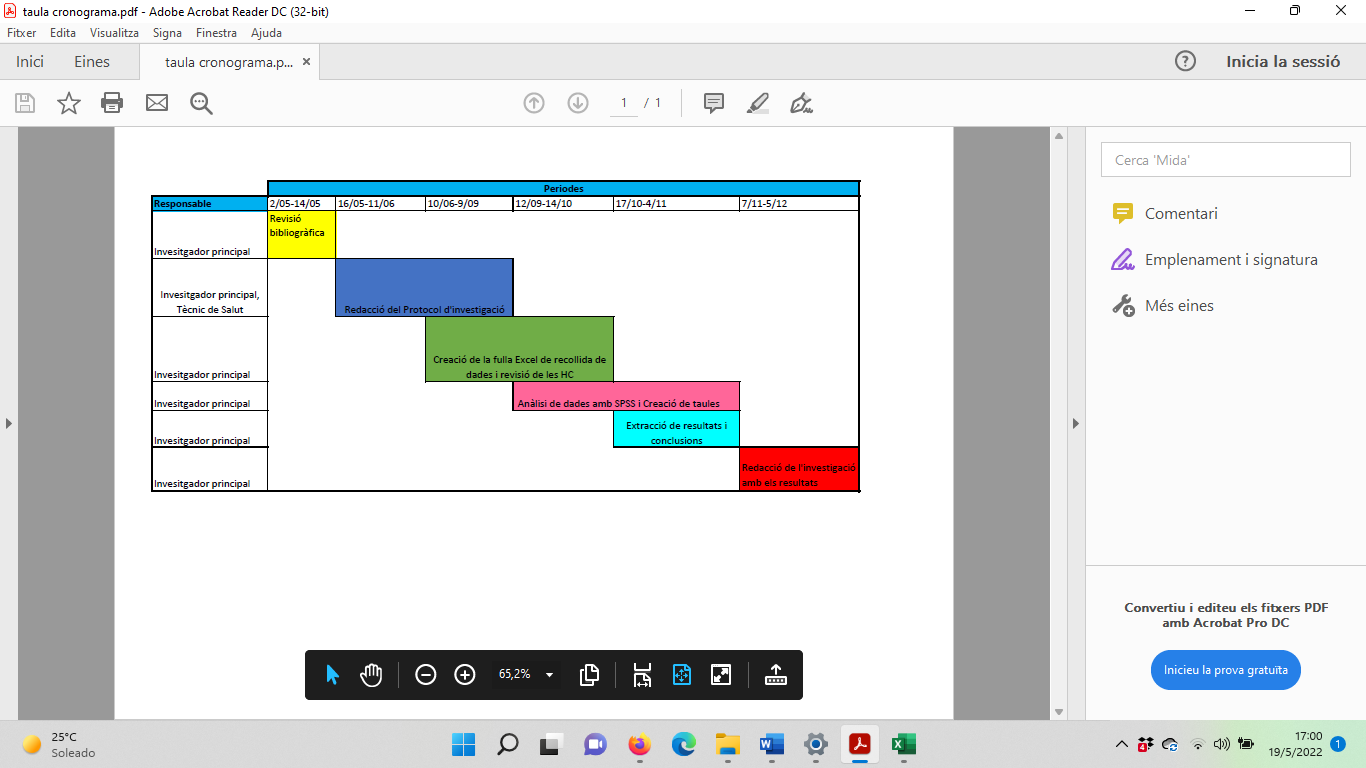 taula cronograma.pdf - Adobe Acrobat Reader DC (32-bit)
Fitxer Edita Visualitza Signa Finestra Ajuda
Inici Eines taula cronograma.p... × Inicia la sessió
1 / 1
Periodes
Responsable 2/05-14/05 16/05-11/06 10/06-9/09 12/09-14/10 17/10-4/11 7/11-5/12
Revisió
bibliogràfica
Invesitgador principal
Invesitgador principal,
Tècnic de Salut
Redacció del Protocol d'investigació
Creació de la fulla Excel de recollida de
dades i revisió de les HC
Invesitgador principal
Invesitgador principal
Anàlisi de dades amb SPSS i Creació de taules
Extracció de resultats i
conclusions
Invesitgador principal
Redacció de l'investigació
amb els resultats
Invesitgador principal
Cerca 'Mida'
Comentari
Emplenament i signatura
Més eines
Convertiu i editeu els fitxers PDF
amb Acrobat Pro DC
Inicieu la prova gratuïta
65,2%
25°C
Soleado
4
17:00
19/5/2022
1